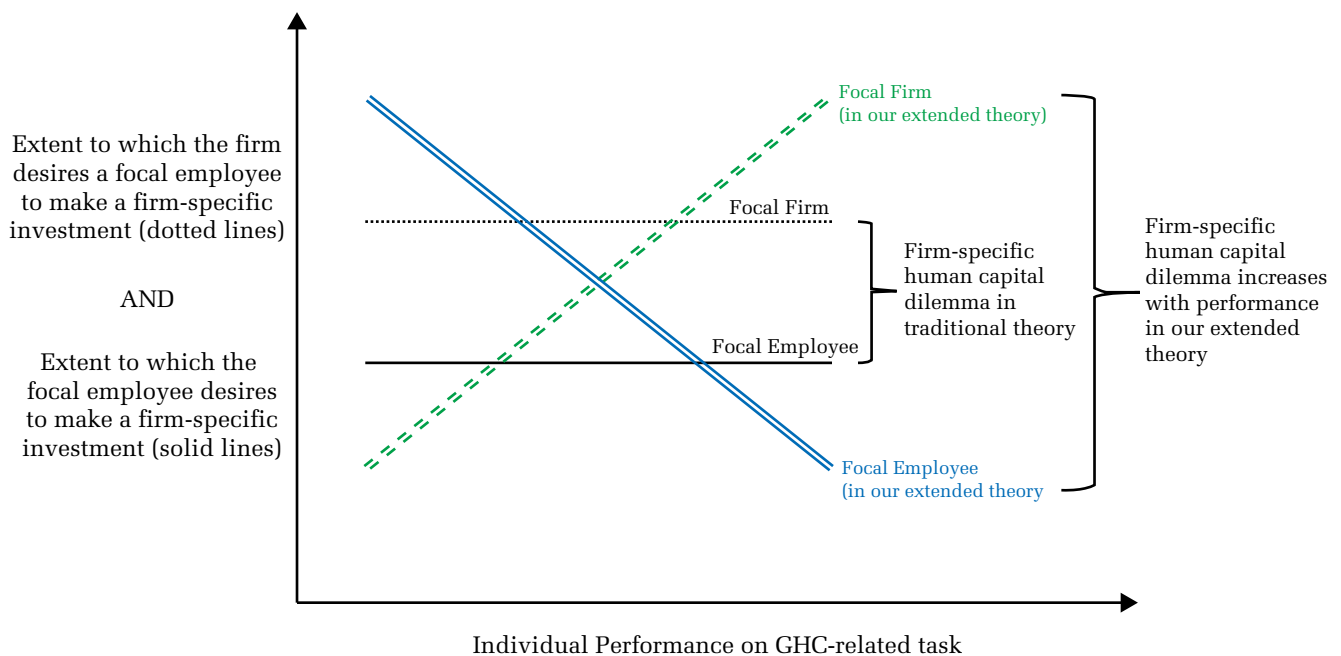 Extent to which the firm
desires a focal employee
to make a firm-specific
investment (dotted lines)
AND
Extent to which the
focal employee desires
to make a firm-specific
investment (solid lines)
Focal Firm
(in our extended theory)
Focal Firm
Focal Employee
Focal Employee
(in our extended theory
Firm-specific
human capital
dilemma in
traditional theory
Firm-specific
human capital
dilemma increases
with performance
in our extended
theory
Individual Performance on GHC-related task